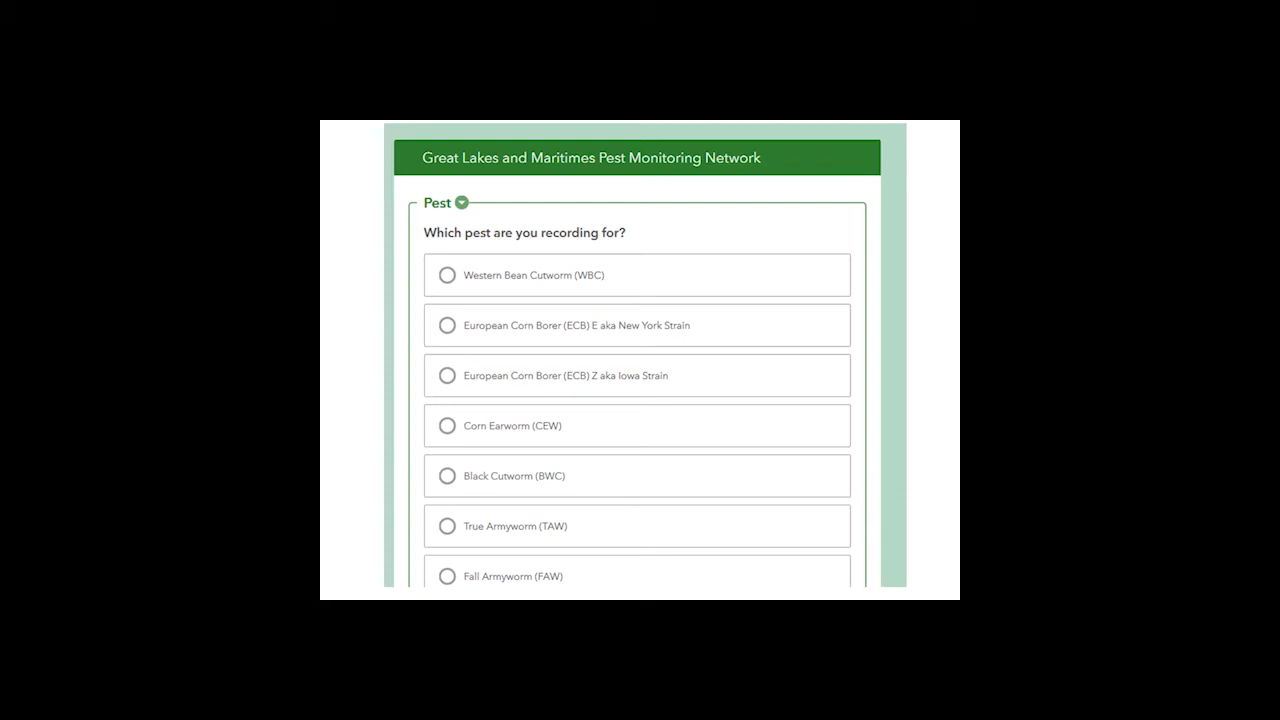 Great Lakes and Maritimes Pest Monitoring Network
Pest
Which pest are you recording for?
Western Bean Cutworm (WBC)
European Corn Borer (ECB) E aka New York Strain
European Corn Borer (ECB) Z aka Iowa Strain
Corn Earworm (CEW)
Black Cutworm (BWC)
True Armyworm (TAW)
Fall Armyworm (FAW)